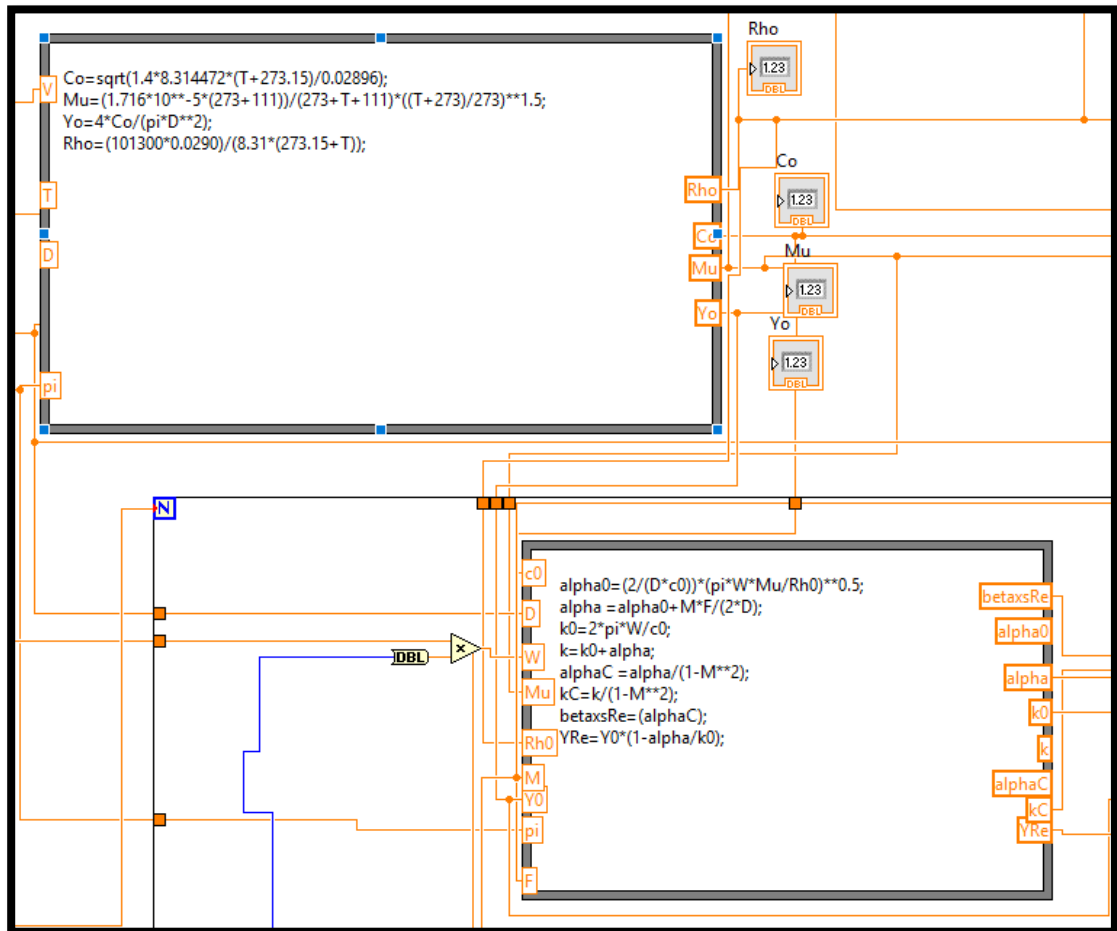 Rho
1.23
DBL
Co=sqrt(1.4*8.314472*(T+273.15)/0.02896);
Mu=(1.716*10**-5*(273+111))/(273+T+111)*((T+273)/273)**1.5;
Yo=4*Co/(pi*D**2);
Rho=(101300*0.0290)/(8.31*(273.15+T));
V
T
D
pi
Rho
Co
Mu
Yo
Co
1.23
DBL
Mu
1.23
DBL
Yo
1.23
DBL
N
DBL
x
alpha0=(2/(D*c0))*(pi*W*Mu/Rh0)**0.5;
alpha =alpha0+M*F/(2*D);
k0=2*pi*W/c0;
k=k0+alpha;
alphaC =alpha/(1-M**2);
kC=k/(1-M**2);
betaxsRe=(alphaC);
YRe=Y0*(1-alpha/k0);
c0
D
W
Mu
Rh0
M
Y0
pi
F
betaxsRe
alpha0
alpha
k0
k
alphaC
kC
YRe